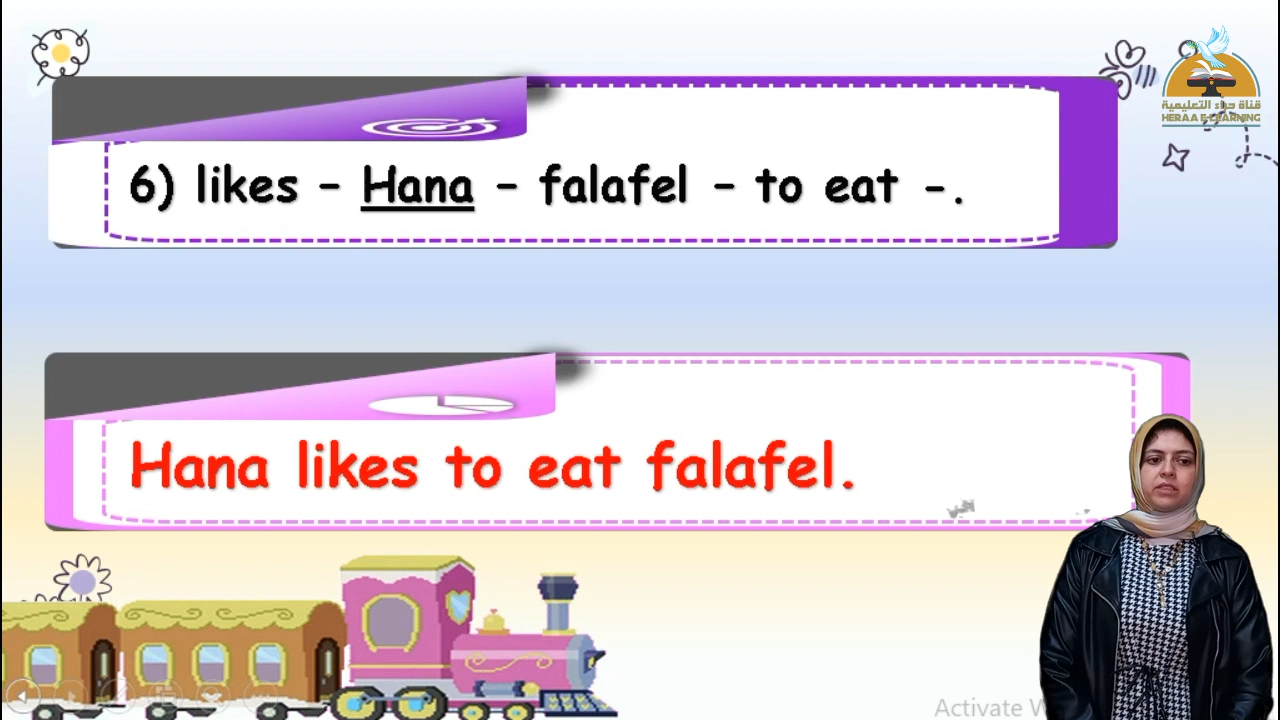 قناة حراء التعليمية
HERAA E-LEARNING
6) likes – Hana – falafel – to eat -.
Hana likes to eat falafel.
Activate